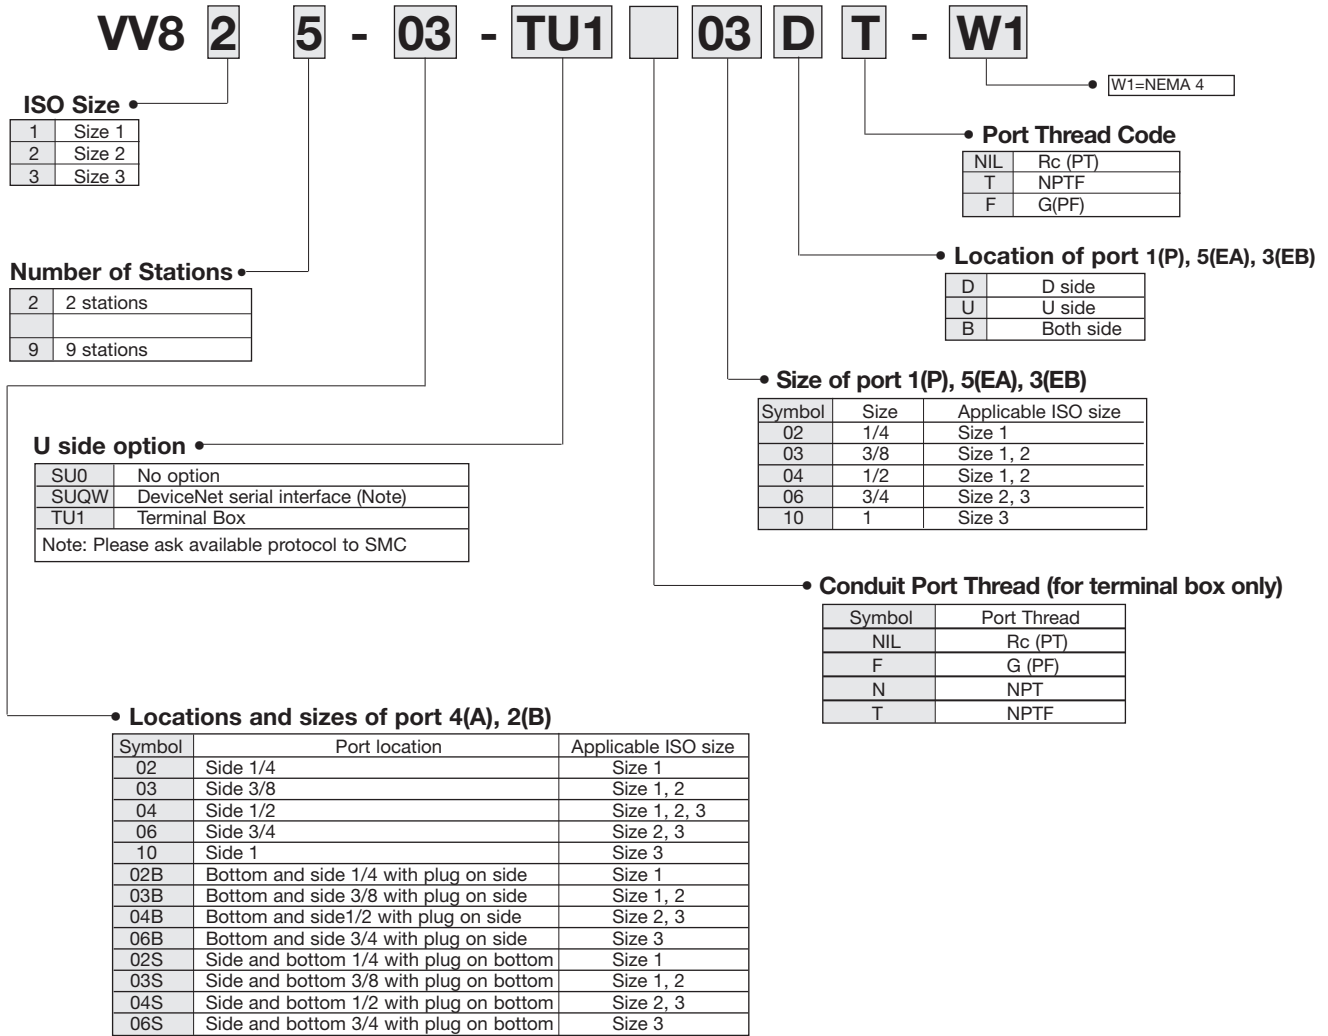 VV8 2 5 - 03 - TU1 03 D T - W1
W1=NEMA 4
ISO Size
1 Size 1
2 Size 2
3 Size 3
Port Thread Code
NIL Rc (PT)
T NPTF
F G(PF)
Number of Stations
2 2 stations
9 9 stations
Location of port 1(P), 5(EA), 3(EB)
D D side
U U side
B Both side
Size of port 1(P), 5(EA), 3(EB)
Symbol Size Applicable ISO size
02 1/4 Size 1
03 3/8 Size 1, 2
04 1/2 Size 1, 2
06 3/4 Size 2, 3
10 1 Size 3
U side option
SU0 No option
SUQW DeviceNet serial interface (Note)
TU1 Terminal Box
Note: Please ask available protocol to SMC
Conduit Port Thread (for terminal box only)
Symbol Port Thread
NIL Rc (PT)
F G (PF)
N NPT
T NPTF
Locations and sizes of port 4(A), 2(B)
Symbol Port location Applicable ISO size
02 Side 1/4 Size 1
03 Side 3/8 Size 1, 2
04 Side 1/2 Size 1, 2, 3
06 Side 3/4 Size 2, 3
10 Side 1 Size 3
02B Bottom and side 1/4 with plug on side Size 1
03B Bottom and side 3/8 with plug on side Size 1, 2
04B Bottom and side1/2 with plug on side Size 2, 3
06B Bottom and side 3/4 with plug on side Size 3
02S Side and bottom 1/4 with plug on bottom Size 1
03S Side and bottom 3/8 with plug on bottom Size 1, 2
04S Side and bottom 1/2 with plug on bottom Size 2, 3
06S Side and bottom 3/4 with plug on bottom Size 3